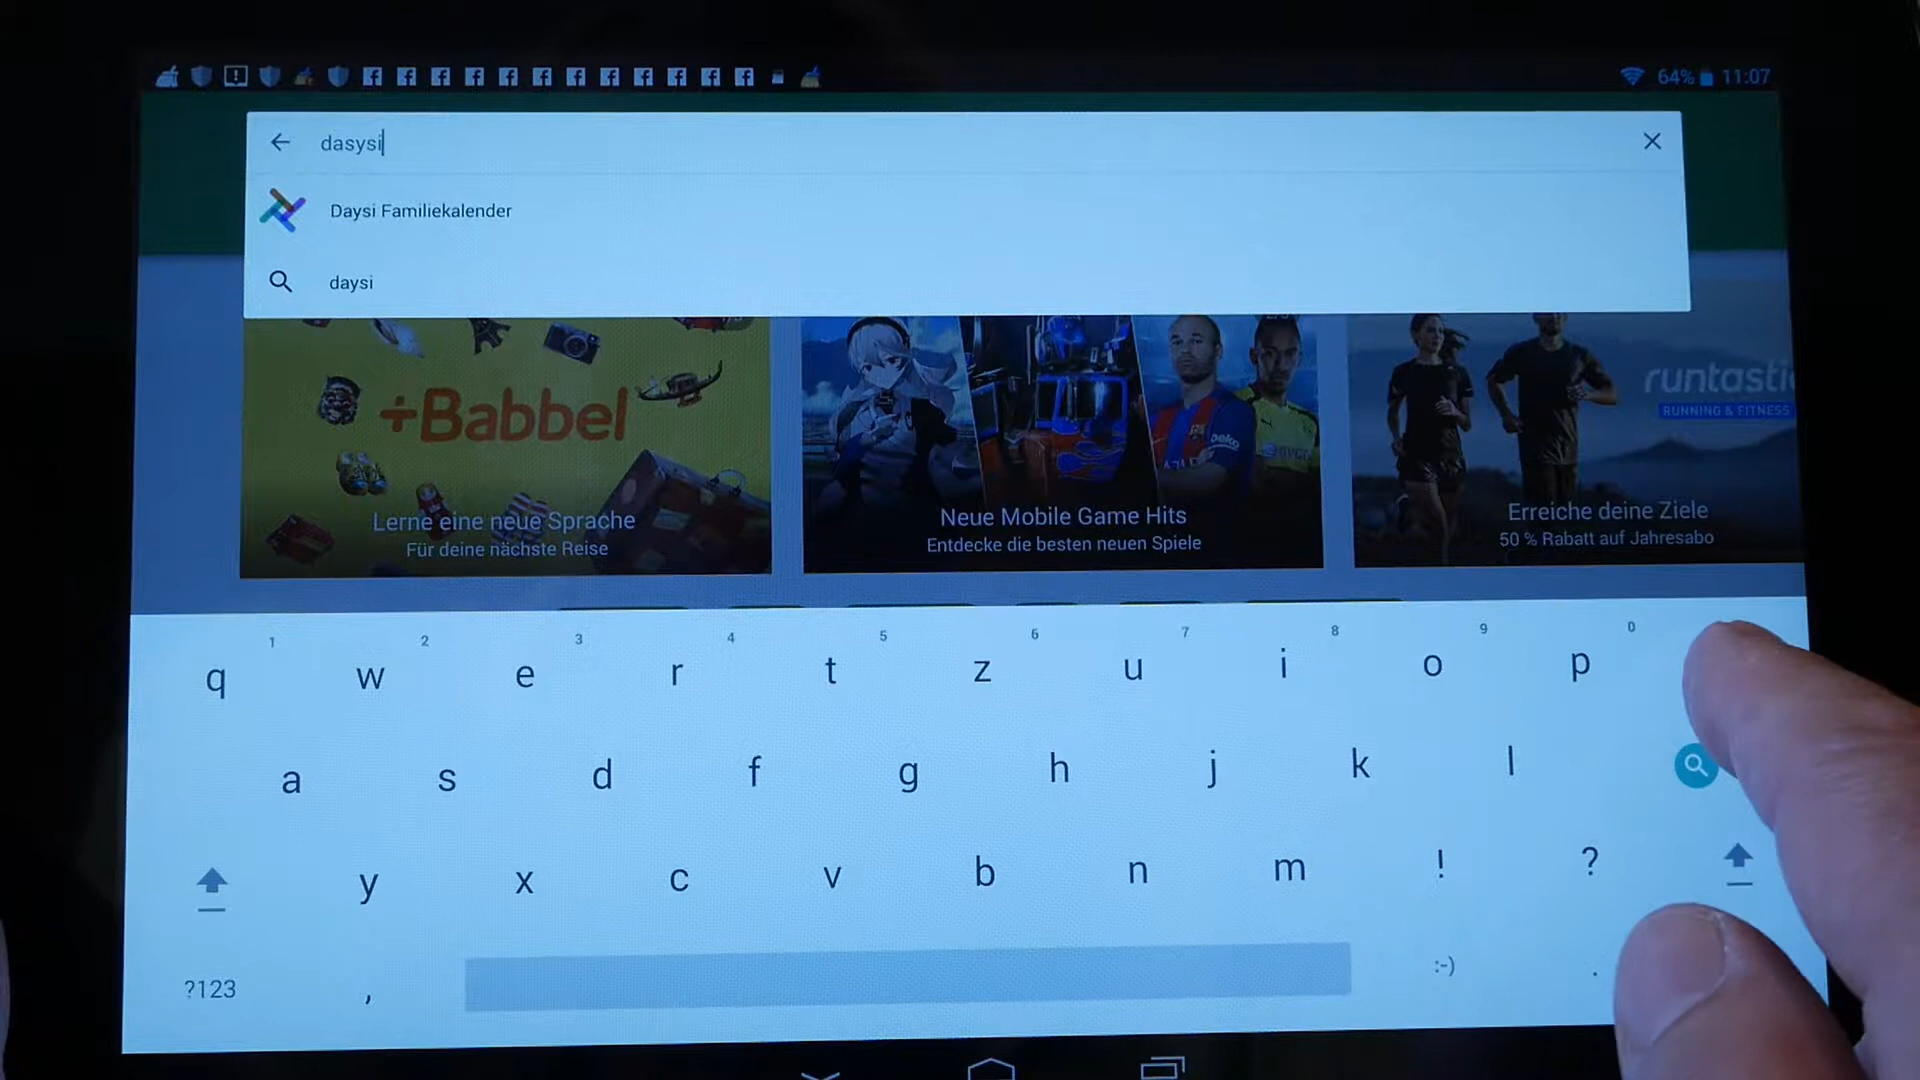 64% 11:07
dasysi
Daysi Familiekalender
daysi
+Babbel
Lerne eine neue Sprache
Für deine nächste Reise
beko
Neue Mobile Game Hits
Entdecke die besten neuen Spiele
runtastic
RUNNING & FITNESS
Erreiche deine Ziele
50 % Rabatt auf Jahresabo
1 2 3 4 5 6 7 8 9 0
q w e r t z u i o p
a s d f g h j k l
y x c v b n m ! ?
?123 , :-) .